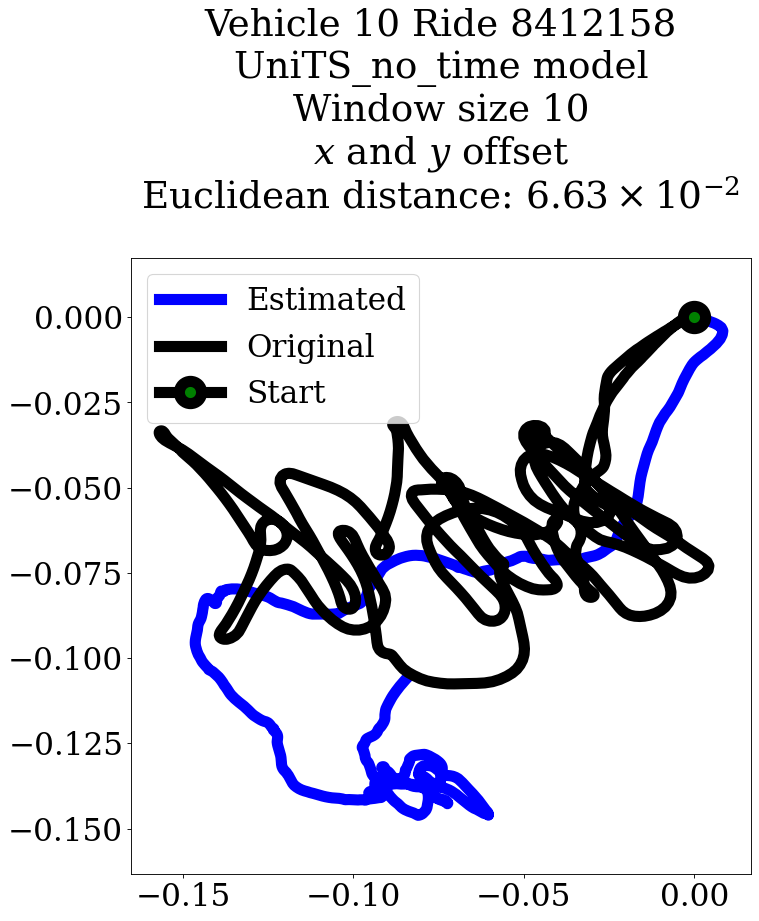 Vehicle 10 Ride 8412158
UniTS_no_time model
Window size 10
x and y offset
Euclidean distance: 6.63 × 10⁻²
Estimated
Original
Start
0.000
−0.025
−0.050
−0.075
−0.100
−0.125
−0.150
−0.15
−0.10
−0.05
0.00